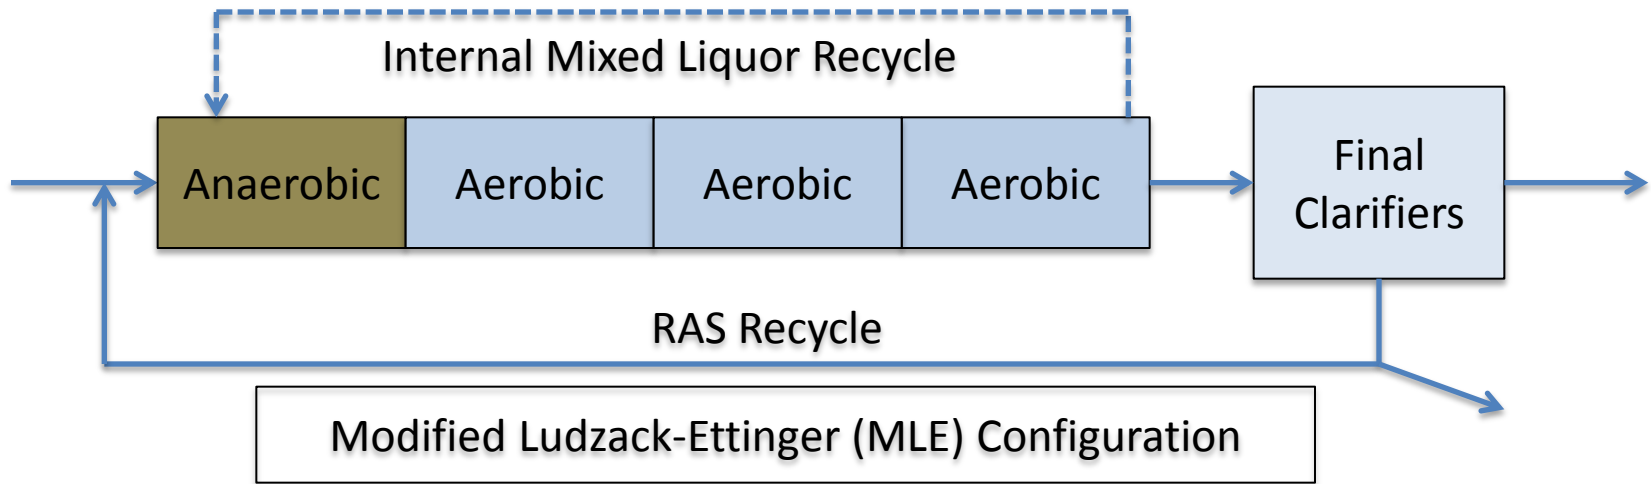 Internal Mixed Liquor Recycle
Anaerobic
Aerobic
Aerobic
Aerobic
Final
Clarifiers
RAS Recycle
Modified Ludzack-Ettinger (MLE) Configuration